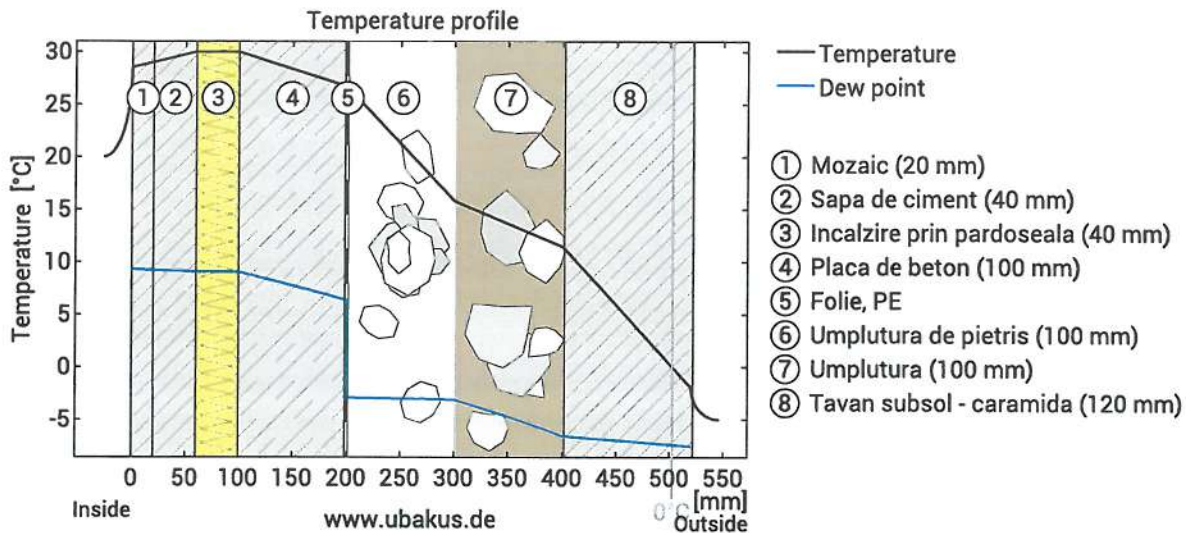 Temperature profile
30
25
20
15
10
5
0
-5
Temperature [°C]
1 2 3 4 5 6 7 8
0 50 100 150 200 250 300 350 400 450 500 550
[mm]
0°C
Inside
www.ubakus.de
Outside
Temperature
Dew point
1 Mozaic (20 mm)
2 Sapa de ciment (40 mm)
3 Incalzire prin pardoseala (40 mm)
4 Placa de beton (100 mm)
5 Folie, PE
6 Umplutura de pietris (100 mm)
7 Umplutura (100 mm)
8 Tavan subsol - caramida (120 mm)